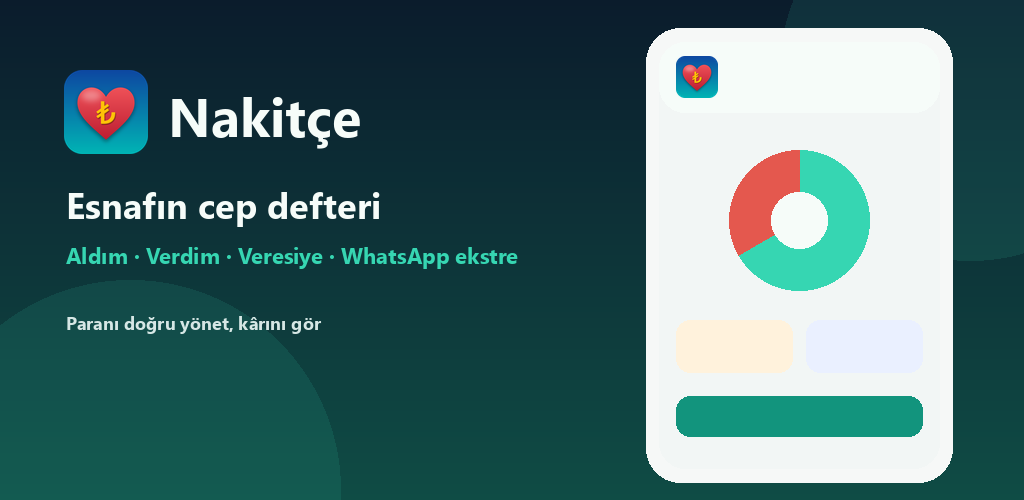 ₺
Nakitçe
Esnafın cep defteri
Aldım · Verdim · Veresiye · WhatsApp ekstre
Paranı doğru yönet, kârını gör
₺